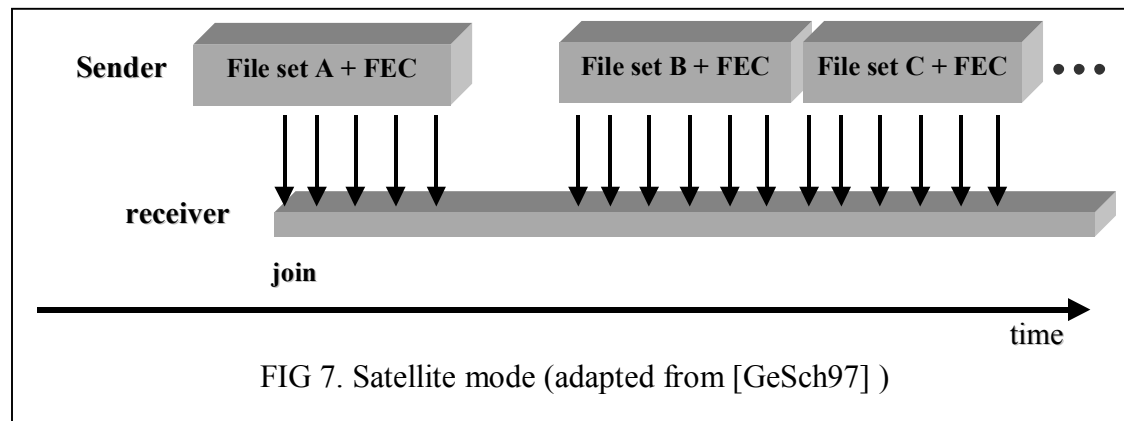 Sender
File set A + FEC
File set B + FEC
File set C + FEC
•••
receiver
join
time
FIG 7. Satellite mode (adapted from [GeSch97] )